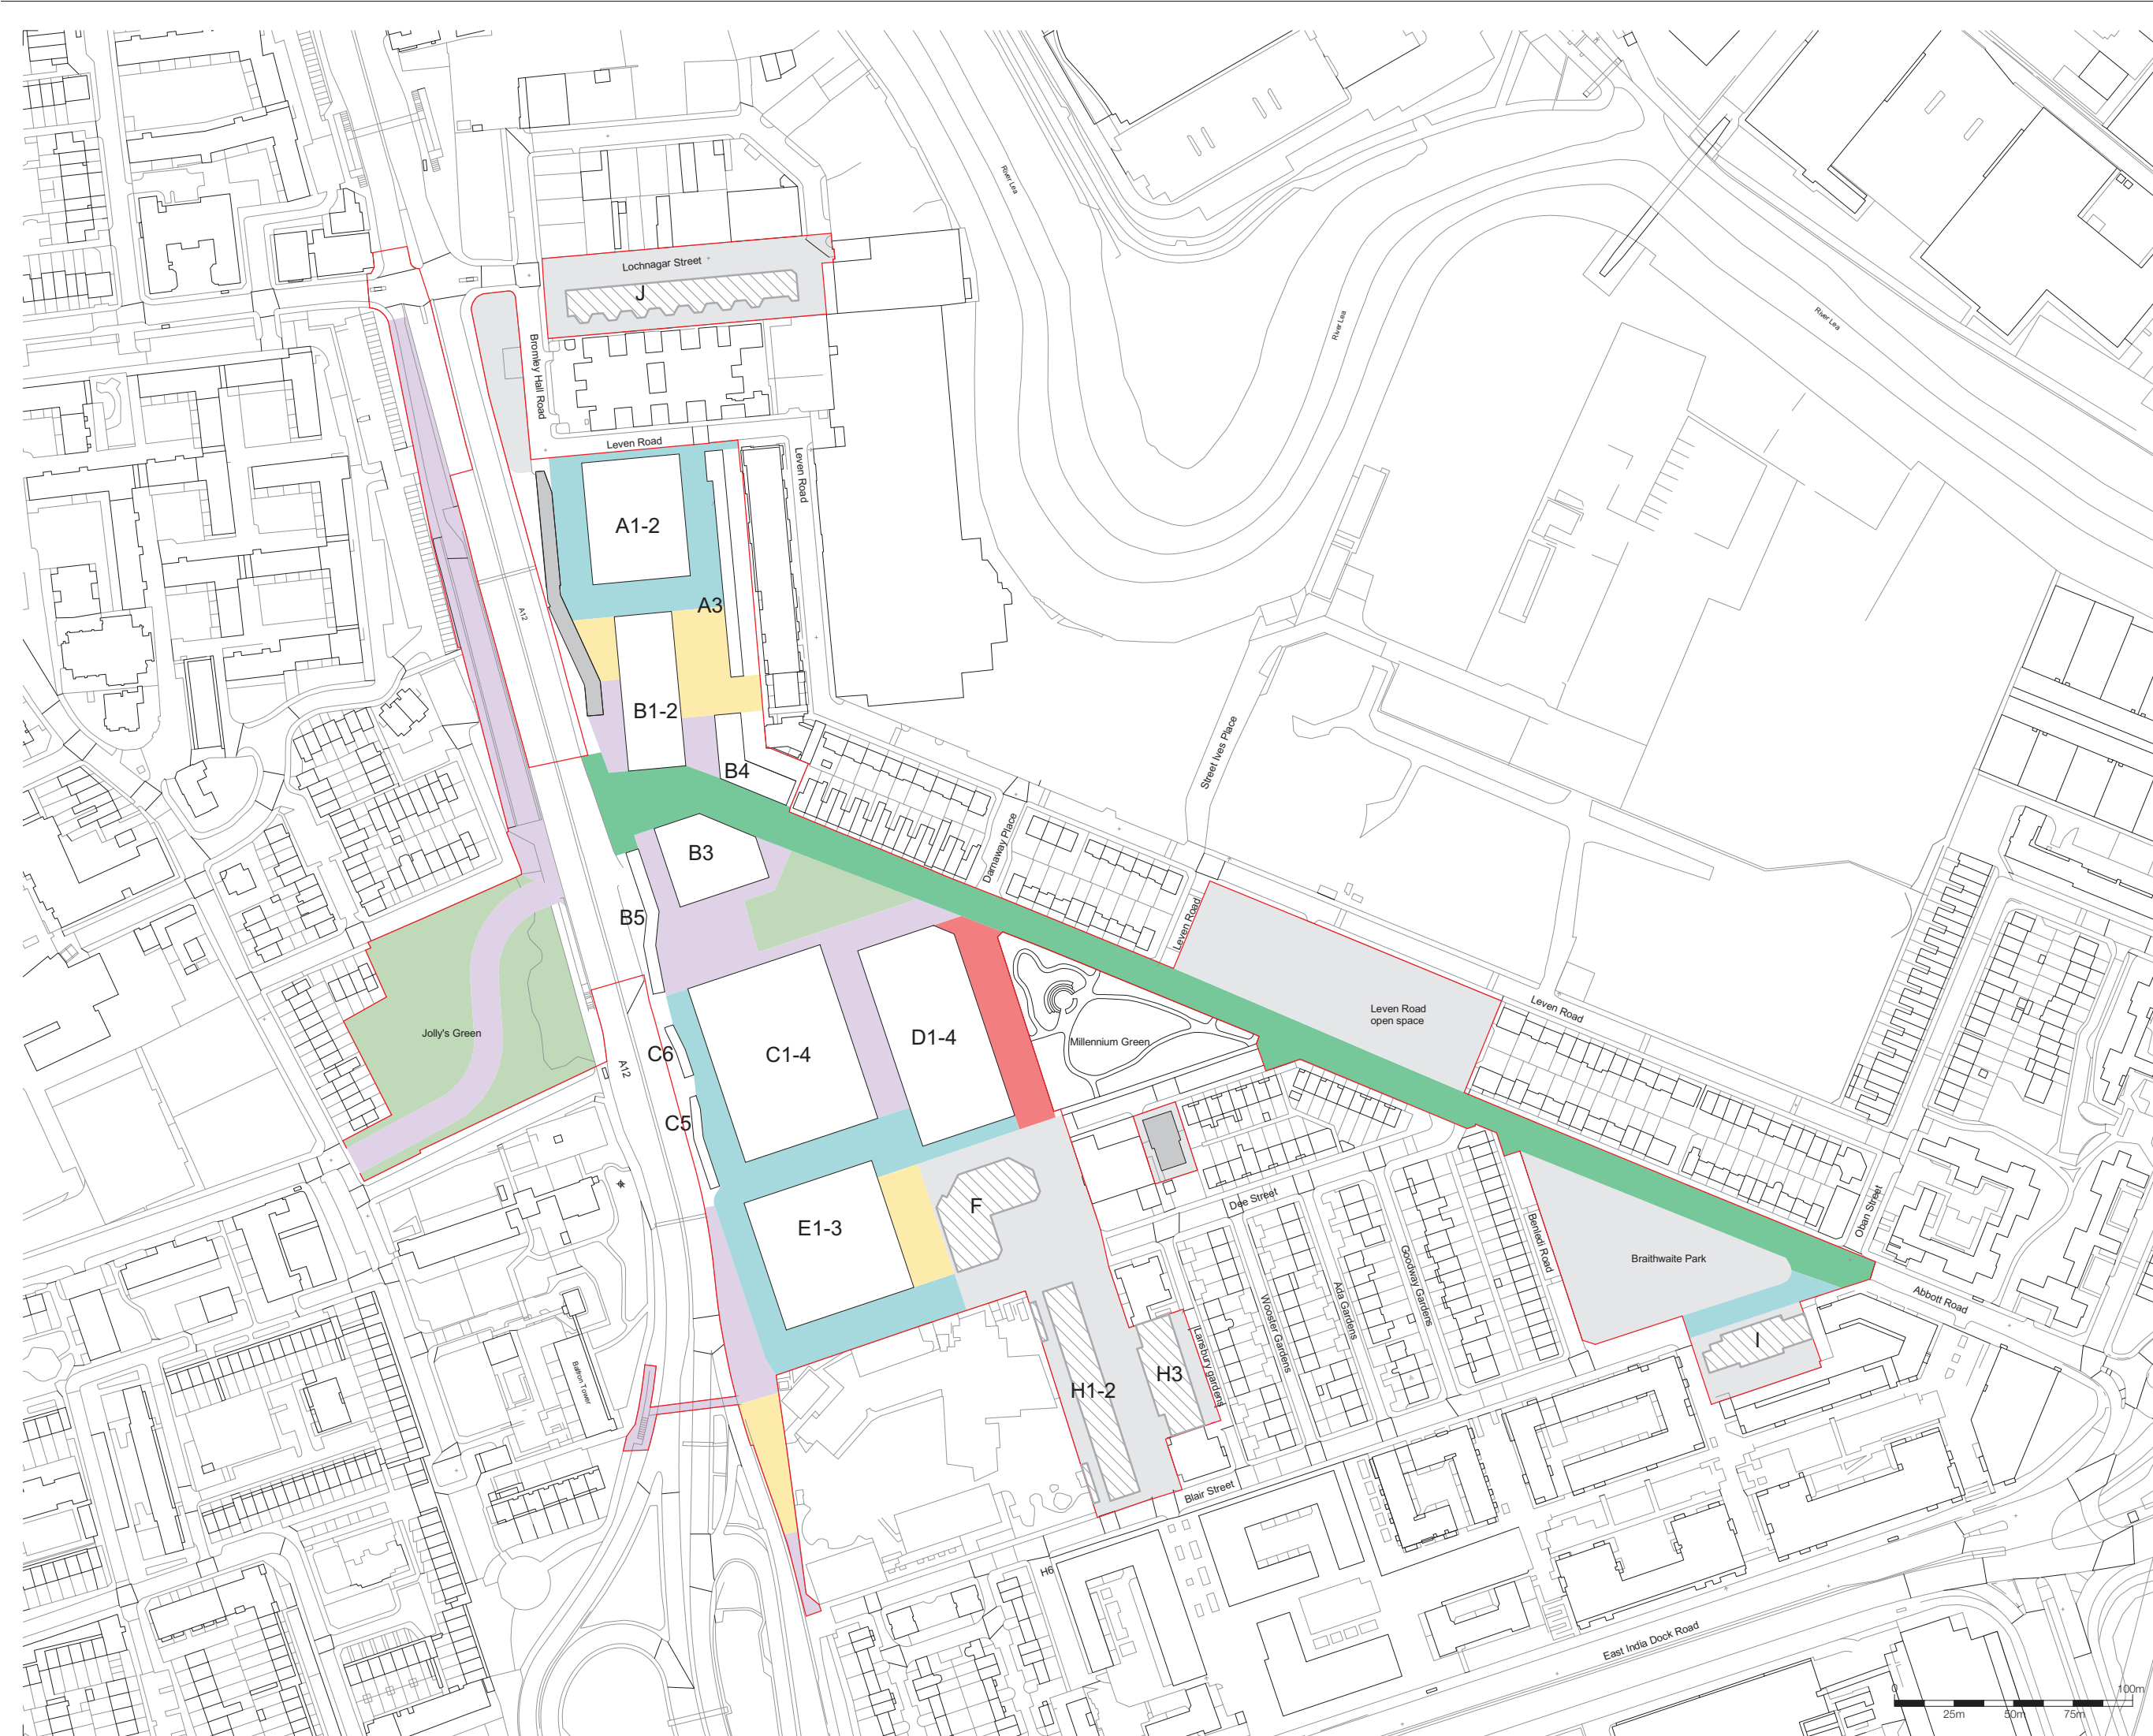 River Lea
Lochnagar Street
J
River Lea
River Lea
Bromley Hall Road
Leven Road
Leven Road
A1-2
A3
A12
B1-2
B4
Street Ives Place
B3
Darnaway Place
B5
Leven Road
Leven Road
open space
Leven Road
Jolly's Green
C6
C1-4
D1-4
Millennium Green
A12
C5
Dee Street
Oban Street
F
E1-3
Benledi Road
Goodway Gardens
Braithwaite Park
Ada Gardens
Wooster Gardens
Abbott Road
I
Lansbury gardens
H3
H1-2
Balfron Tower
Blair Street
H6
East India Dock Road
0
100m
25m
50m
75m